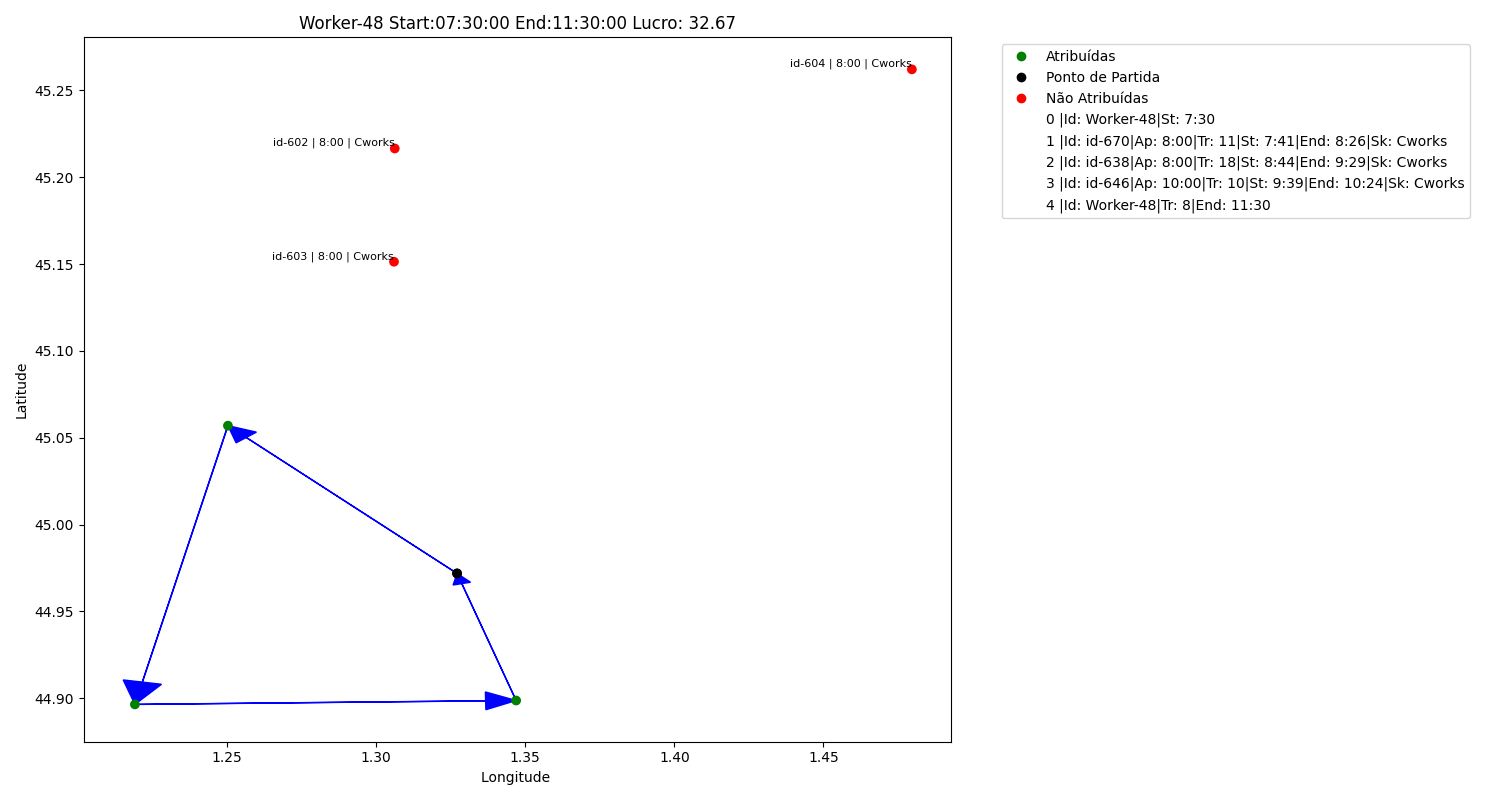 Worker-48 Start:07:30:00 End:11:30:00 Lucro: 32.67
id-604 | 8:00 | Cworks
id-602 | 8:00 | Cworks
id-603 | 8:00 | Cworks
45.25
45.20
45.15
45.10
45.05
45.00
44.95
44.90
Latitude
1.25
1.30
1.35
1.40
1.45
Longitude
Atribuídas
Ponto de Partida
Não Atribuídas
0 |Id: Worker-48|St: 7:30
1 |Id: id-670|Ap: 8:00|Tr: 11|St: 7:41|End: 8:26|Sk: Cworks
2 |Id: id-638|Ap: 8:00|Tr: 18|St: 8:44|End: 9:29|Sk: Cworks
3 |Id: id-646|Ap: 10:00|Tr: 10|St: 9:39|End: 10:24|Sk: Cworks
4 |Id: Worker-48|Tr: 8|End: 11:30